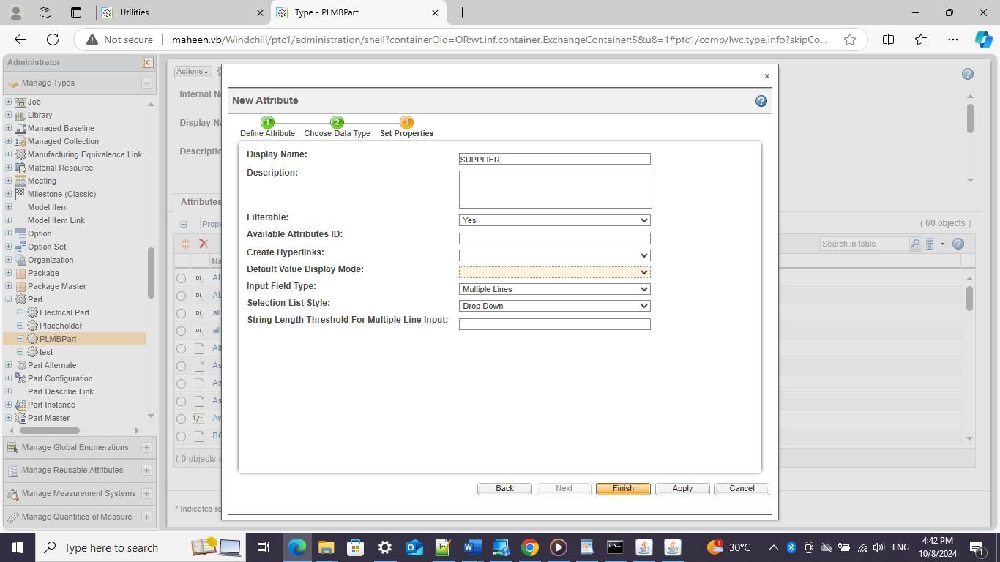 Utilities
Type - PLMBPart
Not secure
maheen.vb/Windchill/ptc1/administration/shell?containerOid=OR:wt.inf.container.ExchangeContainer:5&u8=1#ptc1/comp/lwc.type.info?skipCo...
Administrator
Manage Types
Job
Library
Managed Baseline
Managed Collection
Manufacturing Equivalence Link
Material Resource
Meeting
Milestone (Classic)
Model Item
Model Item Link
Option
Option Set
Organization
Package
Package Master
Part
Electrical Part
Placeholder
PLMBPart
test
Part Alternate
Part Configuration
Part Describe Link
Part Instance
Part Master
Manage Global Enumerations
Manage Reusable Attributes
Manage Measurement Systems
Manage Quantities of Measure
Actions
Internal Na
Display Na
Descriptio
Attributes
Prope
( 60 objects )
Search in table
Na
DL AL
DL AL
DL all
DL all
Alt
As
As
As
t/f Av
BO
( 0 objects s
* Indicates re
x
New Attribute
1 2 3
Define Attribute Choose Data Type Set Properties
Display Name: SUPPLIER
Description:
Filterable: Yes
Available Attributes ID:
Create Hyperlinks:
Default Value Display Mode:
Input Field Type: Multiple Lines
Selection List Style: Drop Down
String Length Threshold For Multiple Line Input:
Back Next Finish Apply Cancel
Type here to search
1
30°C
ENG
4:42 PM
10/8/2024
1